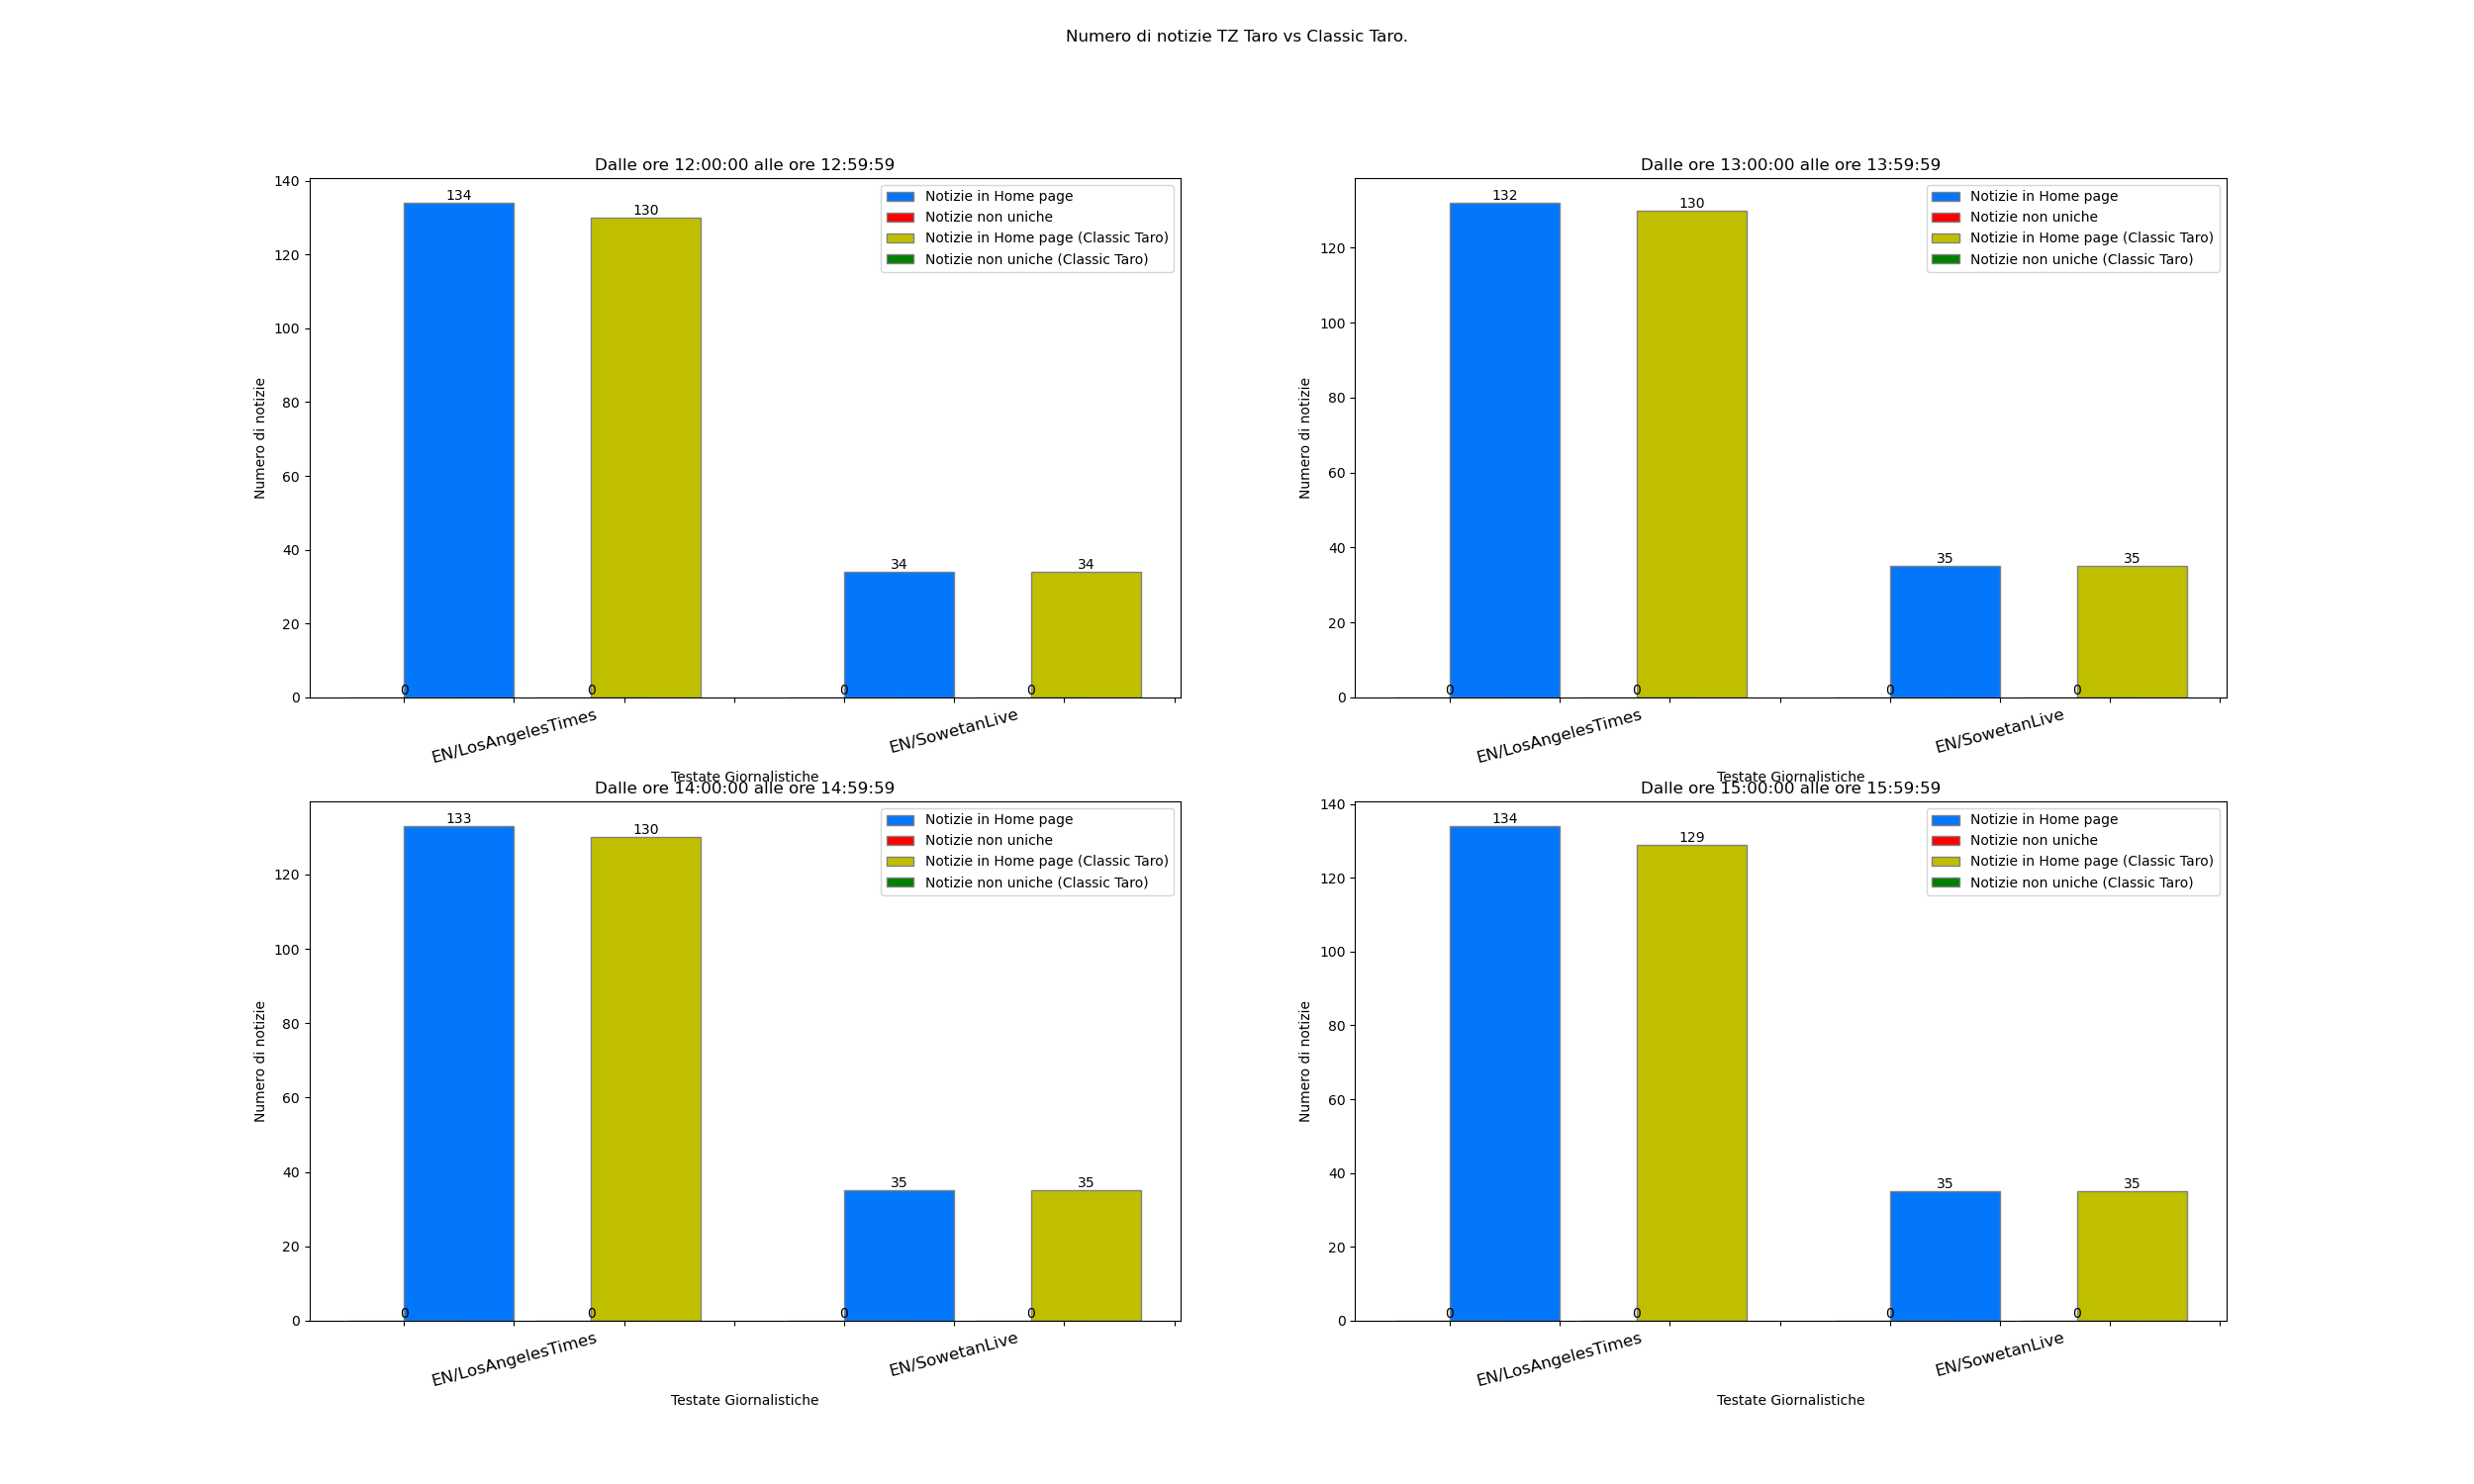 Numero di notizie TZ Taro vs Classic Taro.
Dalle ore 12:00:00 alle ore 12:59:59
Numero di notizie
140
120
100
80
60
40
20
0
134
130
34
34
0
0
0
0
Notizie in Home page
Notizie non uniche
Notizie in Home page (Classic Taro)
Notizie non uniche (Classic Taro)
EN/LosAngelesTimes
EN/SowetanLive
Testate Giornalistiche
Dalle ore 13:00:00 alle ore 13:59:59
Numero di notizie
120
100
80
60
40
20
0
132
130
35
35
0
0
0
0
Notizie in Home page
Notizie non uniche
Notizie in Home page (Classic Taro)
Notizie non uniche (Classic Taro)
EN/LosAngelesTimes
EN/SowetanLive
Testate Giornalistiche
Dalle ore 14:00:00 alle ore 14:59:59
Numero di notizie
120
100
80
60
40
20
0
133
130
35
35
0
0
0
0
Notizie in Home page
Notizie non uniche
Notizie in Home page (Classic Taro)
Notizie non uniche (Classic Taro)
EN/LosAngelesTimes
EN/SowetanLive
Testate Giornalistiche
Dalle ore 15:00:00 alle ore 15:59:59
Numero di notizie
140
120
100
80
60
40
20
0
134
129
35
35
0
0
0
0
Notizie in Home page
Notizie non uniche
Notizie in Home page (Classic Taro)
Notizie non uniche (Classic Taro)
EN/LosAngelesTimes
EN/SowetanLive
Testate Giornalistiche